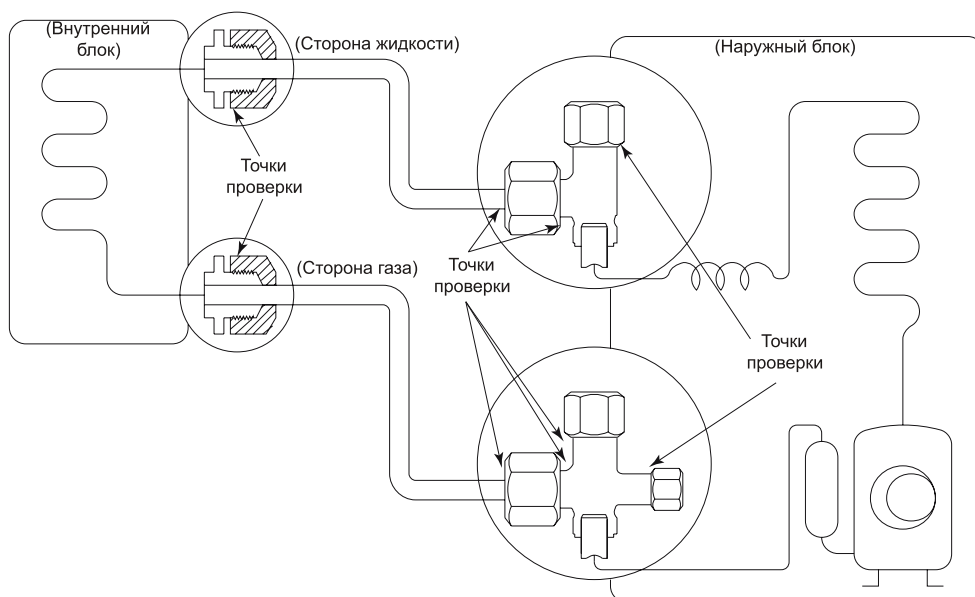 (Внутренний
блок)
(Сторона жидкости)
(Наружный блок)
Точки
проверки
(Сторона газа)
Точки
проверки
Точки
проверки